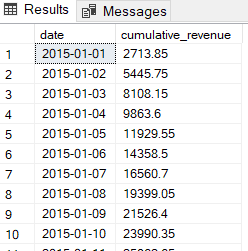 Results Messages
date cumulative_revenue
1 2015-01-01 2713.85
2 2015-01-02 5445.75
3 2015-01-03 8108.15
4 2015-01-04 9863.6
5 2015-01-05 11929.55
6 2015-01-06 14358.5
7 2015-01-07 16560.7
8 2015-01-08 19399.05
9 2015-01-09 21526.4
10 2015-01-10 23990.35